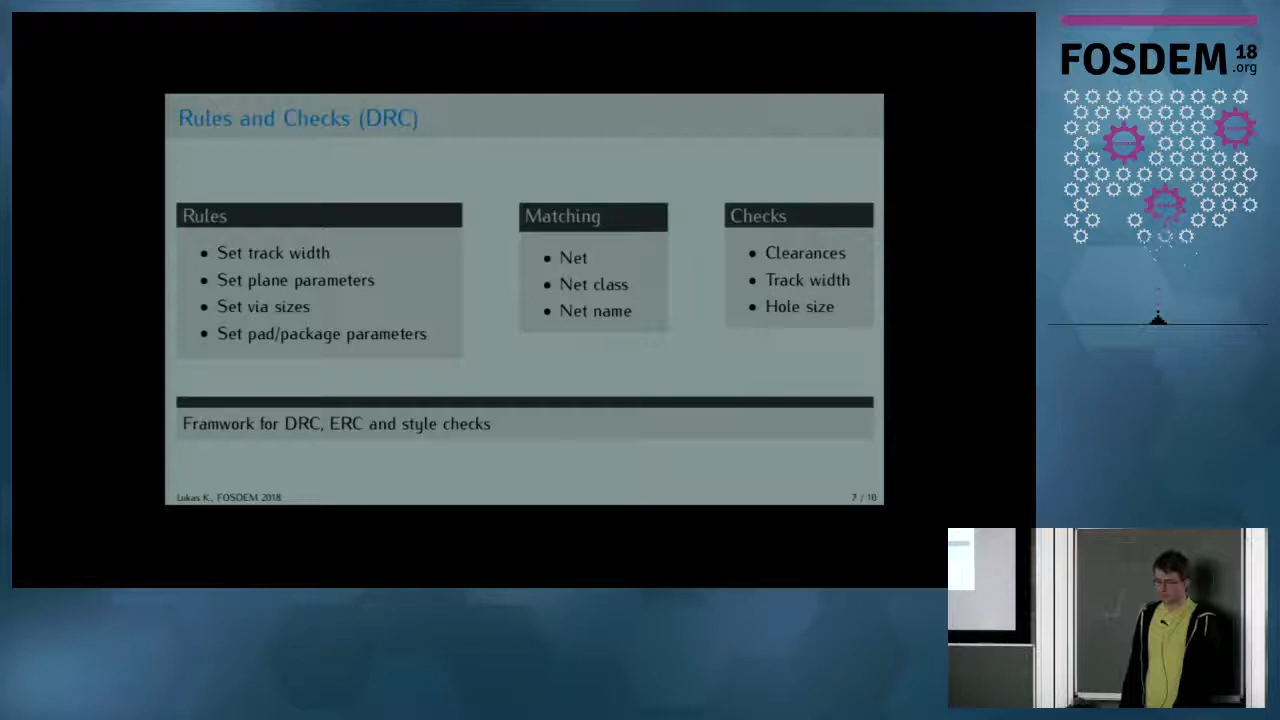 Rules and Checks (DRC)
Rules
• Set track width
• Set plane parameters
• Set via sizes
• Set pad/package parameters
Matching
• Net
• Net class
• Net name
Checks
• Clearances
• Track width
• Hole size
Framwork for DRC, ERC and style checks
Lukas K., FOSDEM 2018
7 / 10
FOSDEM 18
.org